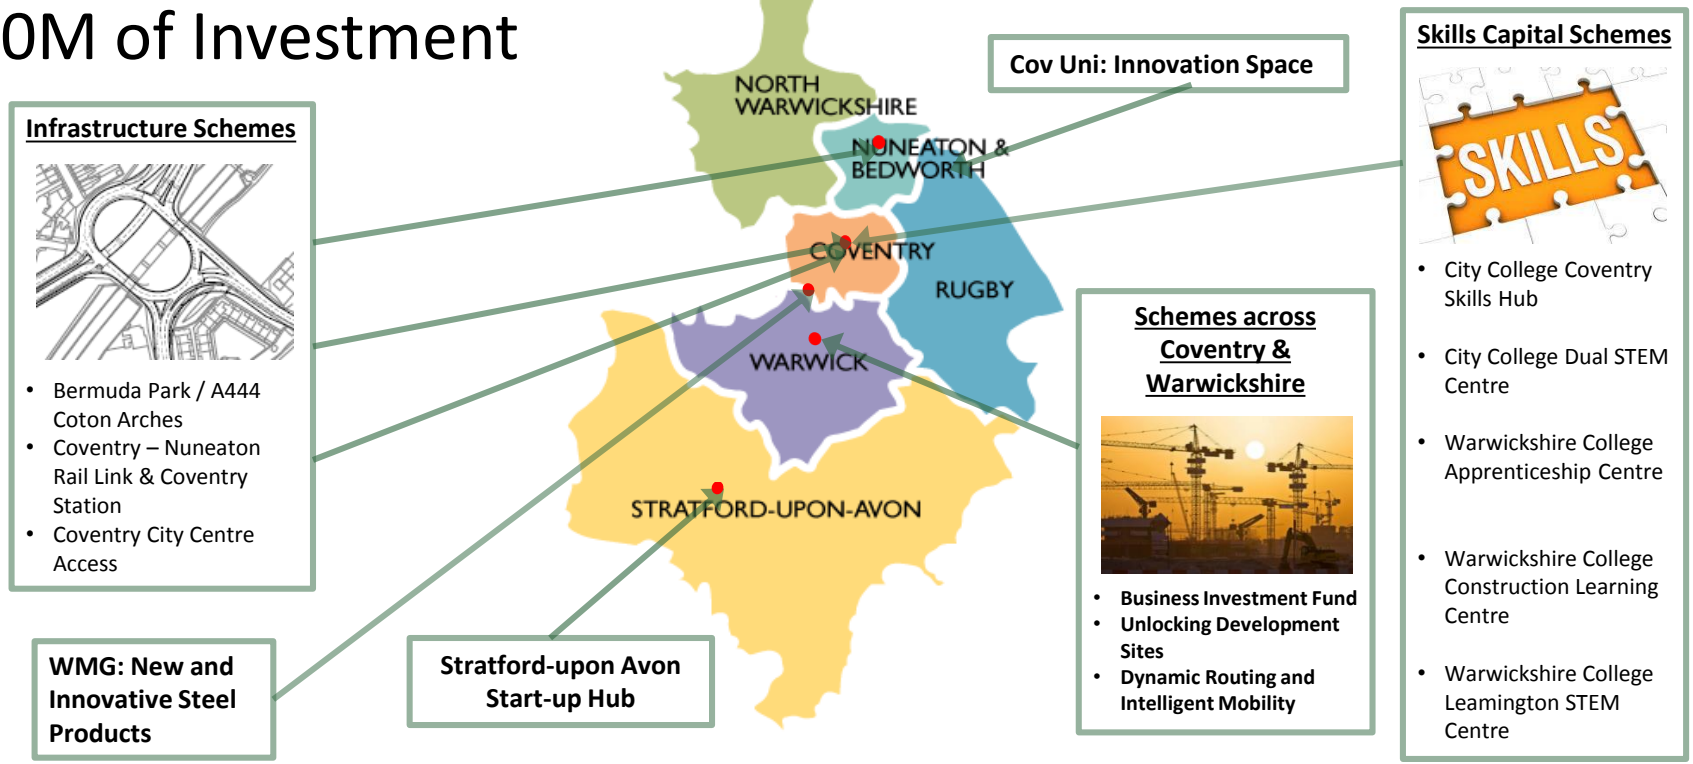 0M of Investment
Infrastructure Schemes
• Bermuda Park / A444
Coton Arches
• Coventry – Nuneaton
Rail Link & Coventry
Station
• Coventry City Centre
Access
WMG: New and
Innovative Steel
Products
Stratford-upon Avon
Start-up Hub
NORTH
WARWICKSHIRE
NUNEATON &
BEDWORTH
COVENTRY
RUGBY
WARWICK
STRATFORD-UPON-AVON
Cov Uni: Innovation Space
Schemes across
Coventry &
Warwickshire
• Business Investment Fund
• Unlocking Development
Sites
• Dynamic Routing and
Intelligent Mobility
Skills Capital Schemes
SKILLS
• City College Coventry
Skills Hub
• City College Dual STEM
Centre
• Warwickshire College
Apprenticeship Centre
• Warwickshire College
Construction Learning
Centre
• Warwickshire College
Leamington STEM
Centre